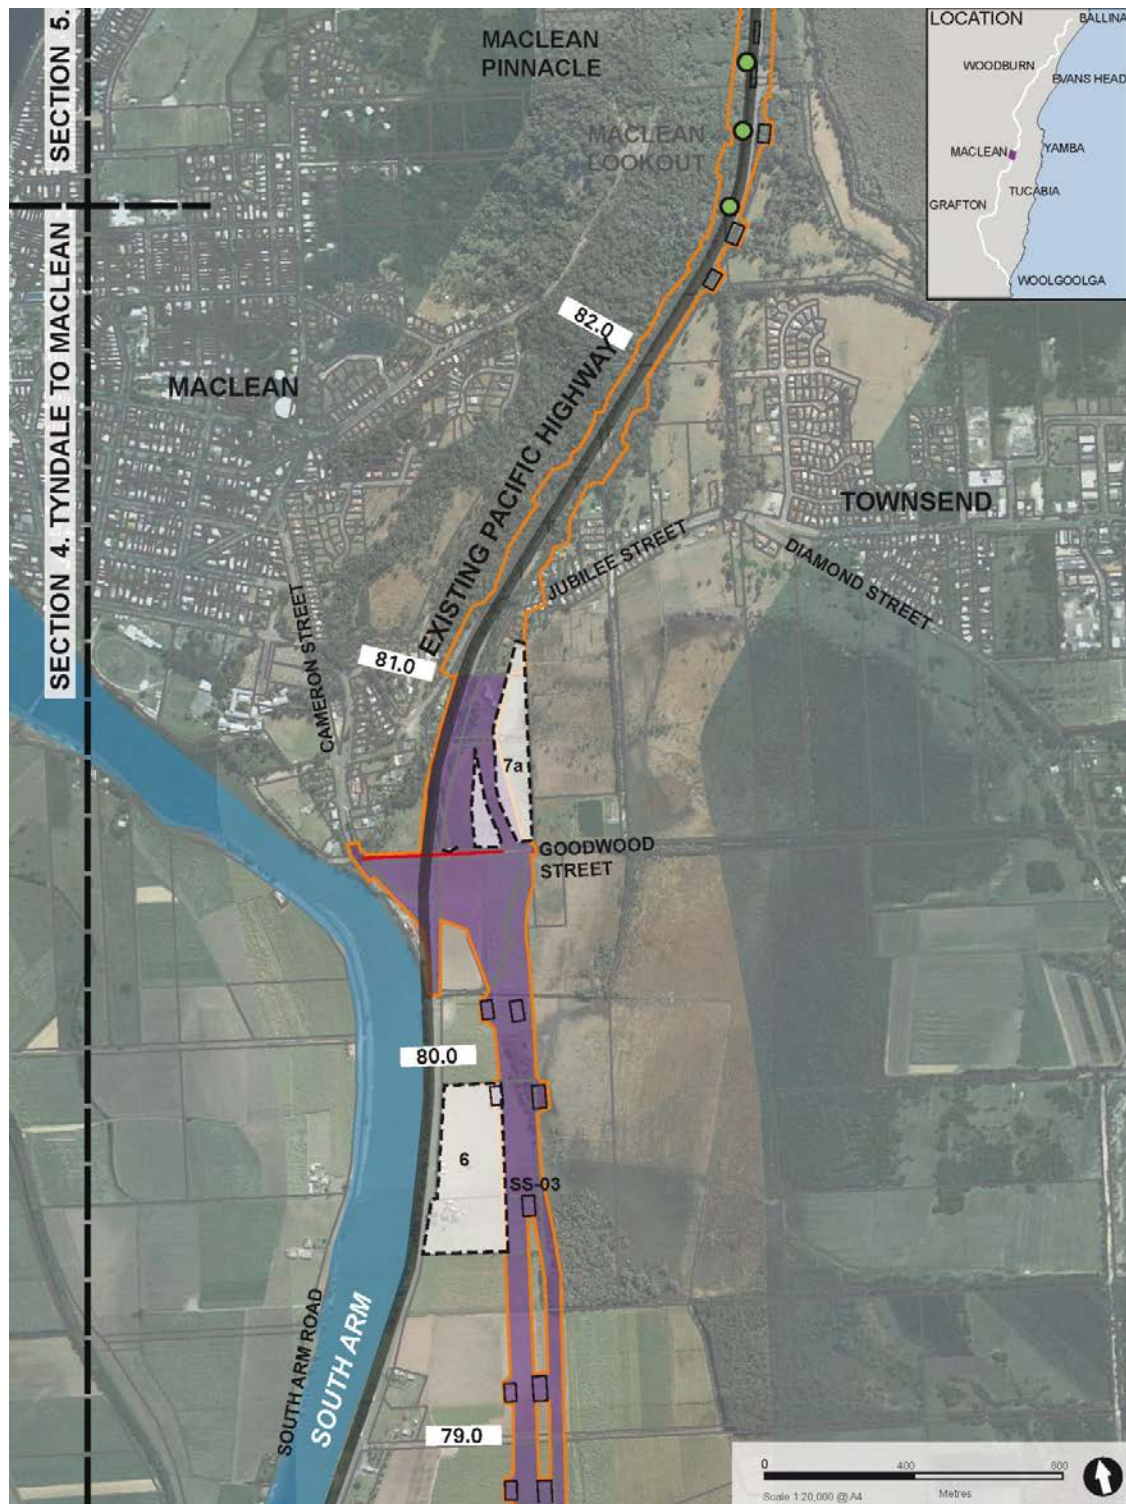 SECTION 5.
SECTION 4. TYNDALE TO MACLEAN
MACLEAN
PINNACLE
MACLEAN
LOOKOUT
LOCATION
BALLINA
WOODBURN
EVANS HEAD
MACLEAN
YAMBA
TUCABIA
GRAFTON
WOOLGOOLGA
82.0
MACLEAN
EXISTING PACIFIC HIGHWAY
TOWNSEND
JUBILEE STREET
DIAMOND STREET
CAMERON STREET
81.0
7a
GOODWOOD
STREET
80.0
6
SS-03
SOUTH ARM ROAD
SOUTH ARM
79.0
0
400
800
Scale 1:20,000 @ A4
Metres